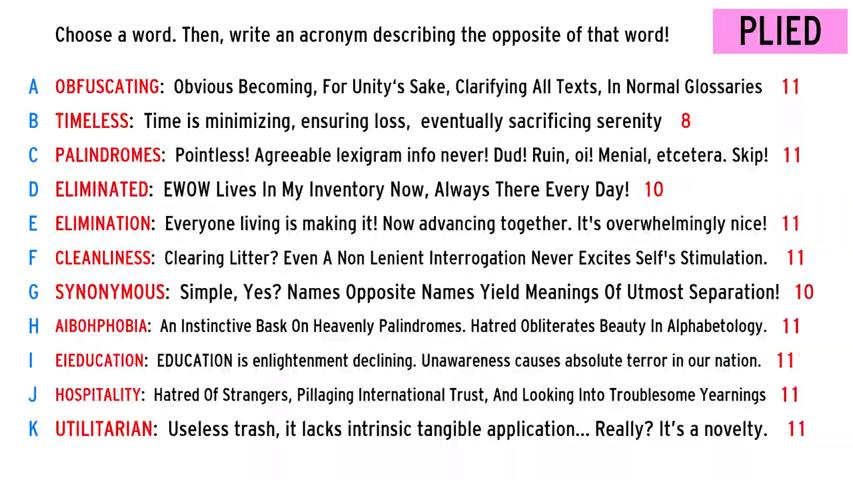 Choose a word. Then, write an acronym describing the opposite of that word!
PLIED
A OBFUSCATING: Obvious Becoming, For Unity's Sake, Clarifying All Texts, In Normal Glossaries 11
B TIMELESS: Time is minimizing, ensuring loss, eventually sacrificing serenity 8
C PALINDROMES: Pointless! Agreeable lexigram info never! Dud! Ruin, oi! Menial, etcetera. Skip! 11
D ELIMINATED: EWOW Lives In My Inventory Now, Always There Every Day! 10
E ELIMINATION: Everyone living is making it! Now advancing together. It's overwhelmingly nice! 11
F CLEANLINESS: Clearing Litter? Even A Non Lenient Interrogation Never Excites Self's Stimulation. 11
G SYNONYMOUS: Simple, Yes? Names Opposite Names Yield Meanings Of Utmost Separation! 10
H AIBOHPHOBIA: An Instinctive Bask On Heavenly Palindromes. Hatred Obliterates Beauty In Alphabetology. 11
I EIEDUCATION: EDUCATION is enlightenment declining. Unawareness causes absolute terror in our nation. 11
J HOSPITALITY: Hatred Of Strangers, Pillaging International Trust, And Looking Into Troublesome Yearnings 11
K UTILITARIAN: Useless trash, it lacks intrinsic tangible application... Really? It's a novelty. 11